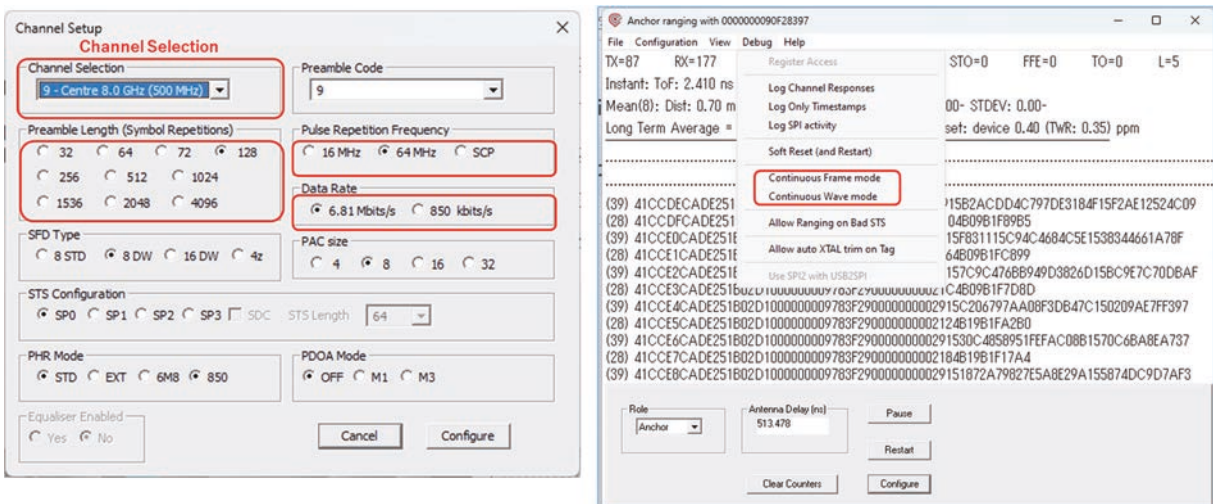 Channel Setup
Channel Selection
Channel Selection
9 - Centre 8.0 GHz (500 MHz)
Preamble Code
9
Preamble Length (Symbol Repetitions)
32 64 72 128
256 512 1024
1536 2048 4096
Pulse Repetition Frequency
16 MHz 64 MHz SCP
Data Rate
6.81 Mbits/s 850 kbits/s
SFD Type
8 STD 8 DW 16 DW 4z
PAC size
4 8 16 32
STS Configuration
SP0 SP1 SP2 SP3 SDC STS Length 64
PHR Mode
STD EXT 6M8 850
PDOA Mode
OFF M1 M3
Equaliser Enabled
Yes No
Cancel Configure
Anchor ranging with 0000000090F28397
File Configuration View Debug Help
TX=87 RX=177 STO=0 FFE=0 TO=0 L=5
Instant: ToF: 2.410 ns
Mean(8): Dist: 0.70 m 00- STDEV: 0.00-
Long Term Average = set: device 0.40 (TWR: 0.35) ppm
Register Access
Log Channel Responses
Log Only Timestamps
Log SPI activity
Soft Reset (and Restart)
Continuous Frame mode
Continuous Wave mode
Allow Ranging on Bad STS
Allow auto XTAL trim on Tag
Use SPI2 with USB2SPI
(39) 41CCDECADE251
(28) 41CCDFCADE251 04B09B1F89B5
(39) 41CCE0CADE251 15F831115C94C4684C5E1538344661A78F
(28) 41CCE1CADE251 64B09B1FC899
(39) 41CCE2CADE251 157C9C476BB949D3826D15BC9E7C70DBAF
(28) 41CCE3CADE251
(39) 41CCE4CADE251B02D1000000009783F2900000000002915C206797AA08F3DB47C150209AE7FF397
(28) 41CCE5CADE251B02D1000000009783F29000000000002124B19B1FA2B0
(39) 41CCE6CADE251B02D1000000009783F290000000000291530C4858951FEFAC08B1570C6BA8EA737
(28) 41CCE7CADE251B02D1000000009783F29000000000002184B19B1F17A4
(39) 41CCE8CADE251B02D1000000009783F290000000000029151872A79827E5A8E29A155874DC9D7AF3
Role
Anchor
Antenna Delay (ns)
513.478
Pause
Restart
Clear Counters Configure